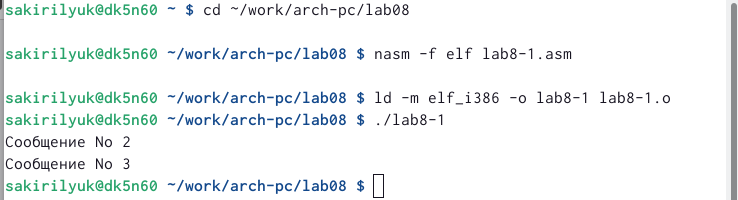 sakirilyuk@dk5n60 ~ $ cd ~/work/arch-pc/lab08
sakirilyuk@dk5n60 ~/work/arch-pc/lab08 $ nasm -f elf lab8-1.asm
sakirilyuk@dk5n60 ~/work/arch-pc/lab08 $ ld -m elf_i386 -o lab8-1 lab8-1.o
sakirilyuk@dk5n60 ~/work/arch-pc/lab08 $ ./lab8-1
Сообщение No 2
Сообщение No 3
sakirilyuk@dk5n60 ~/work/arch-pc/lab08 $